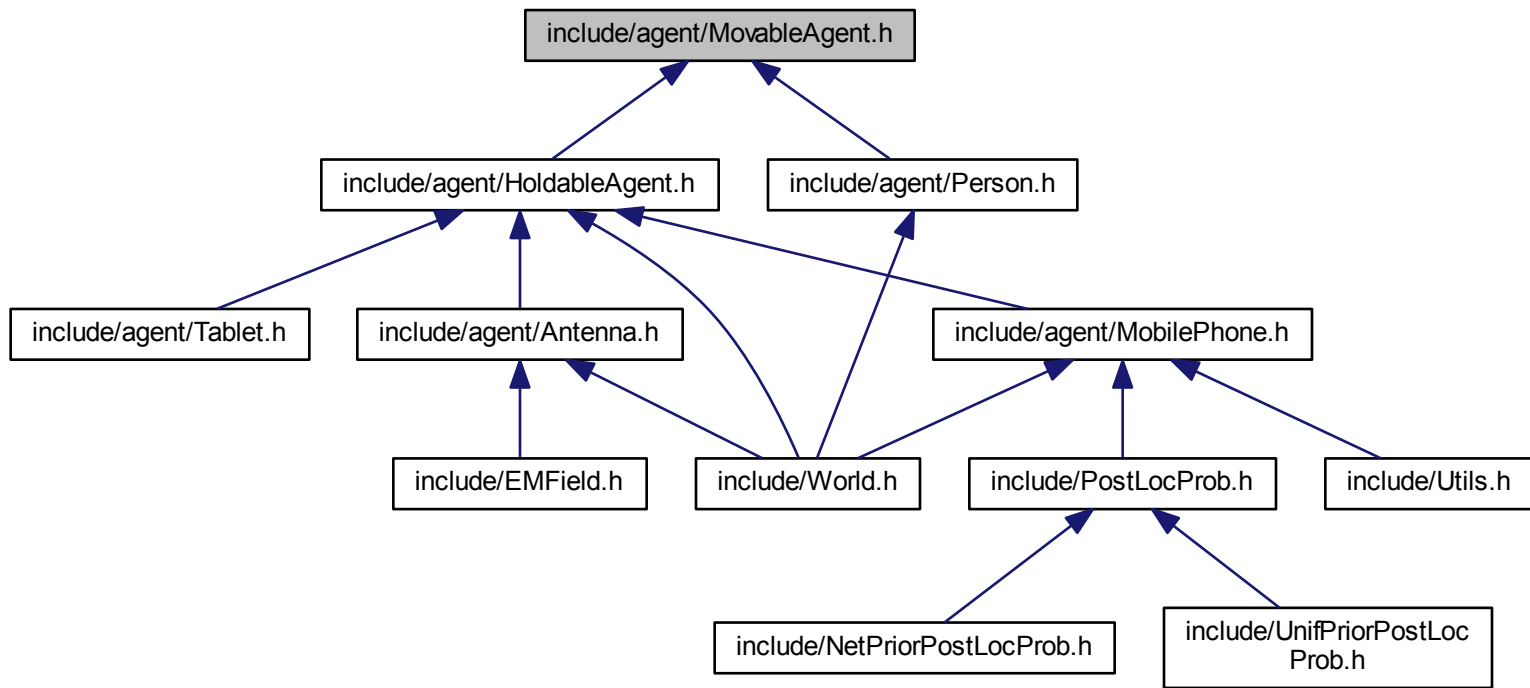 include/agent/MovableAgent.h
include/agent/HoldableAgent.h
include/agent/Person.h
include/agent/Tablet.h
include/agent/Antenna.h
include/agent/MobilePhone.h
include/EMField.h
include/World.h
include/PostLocProb.h
include/Utils.h
include/NetPriorPostLocProb.h
include/UnifPriorPostLoc
Prob.h